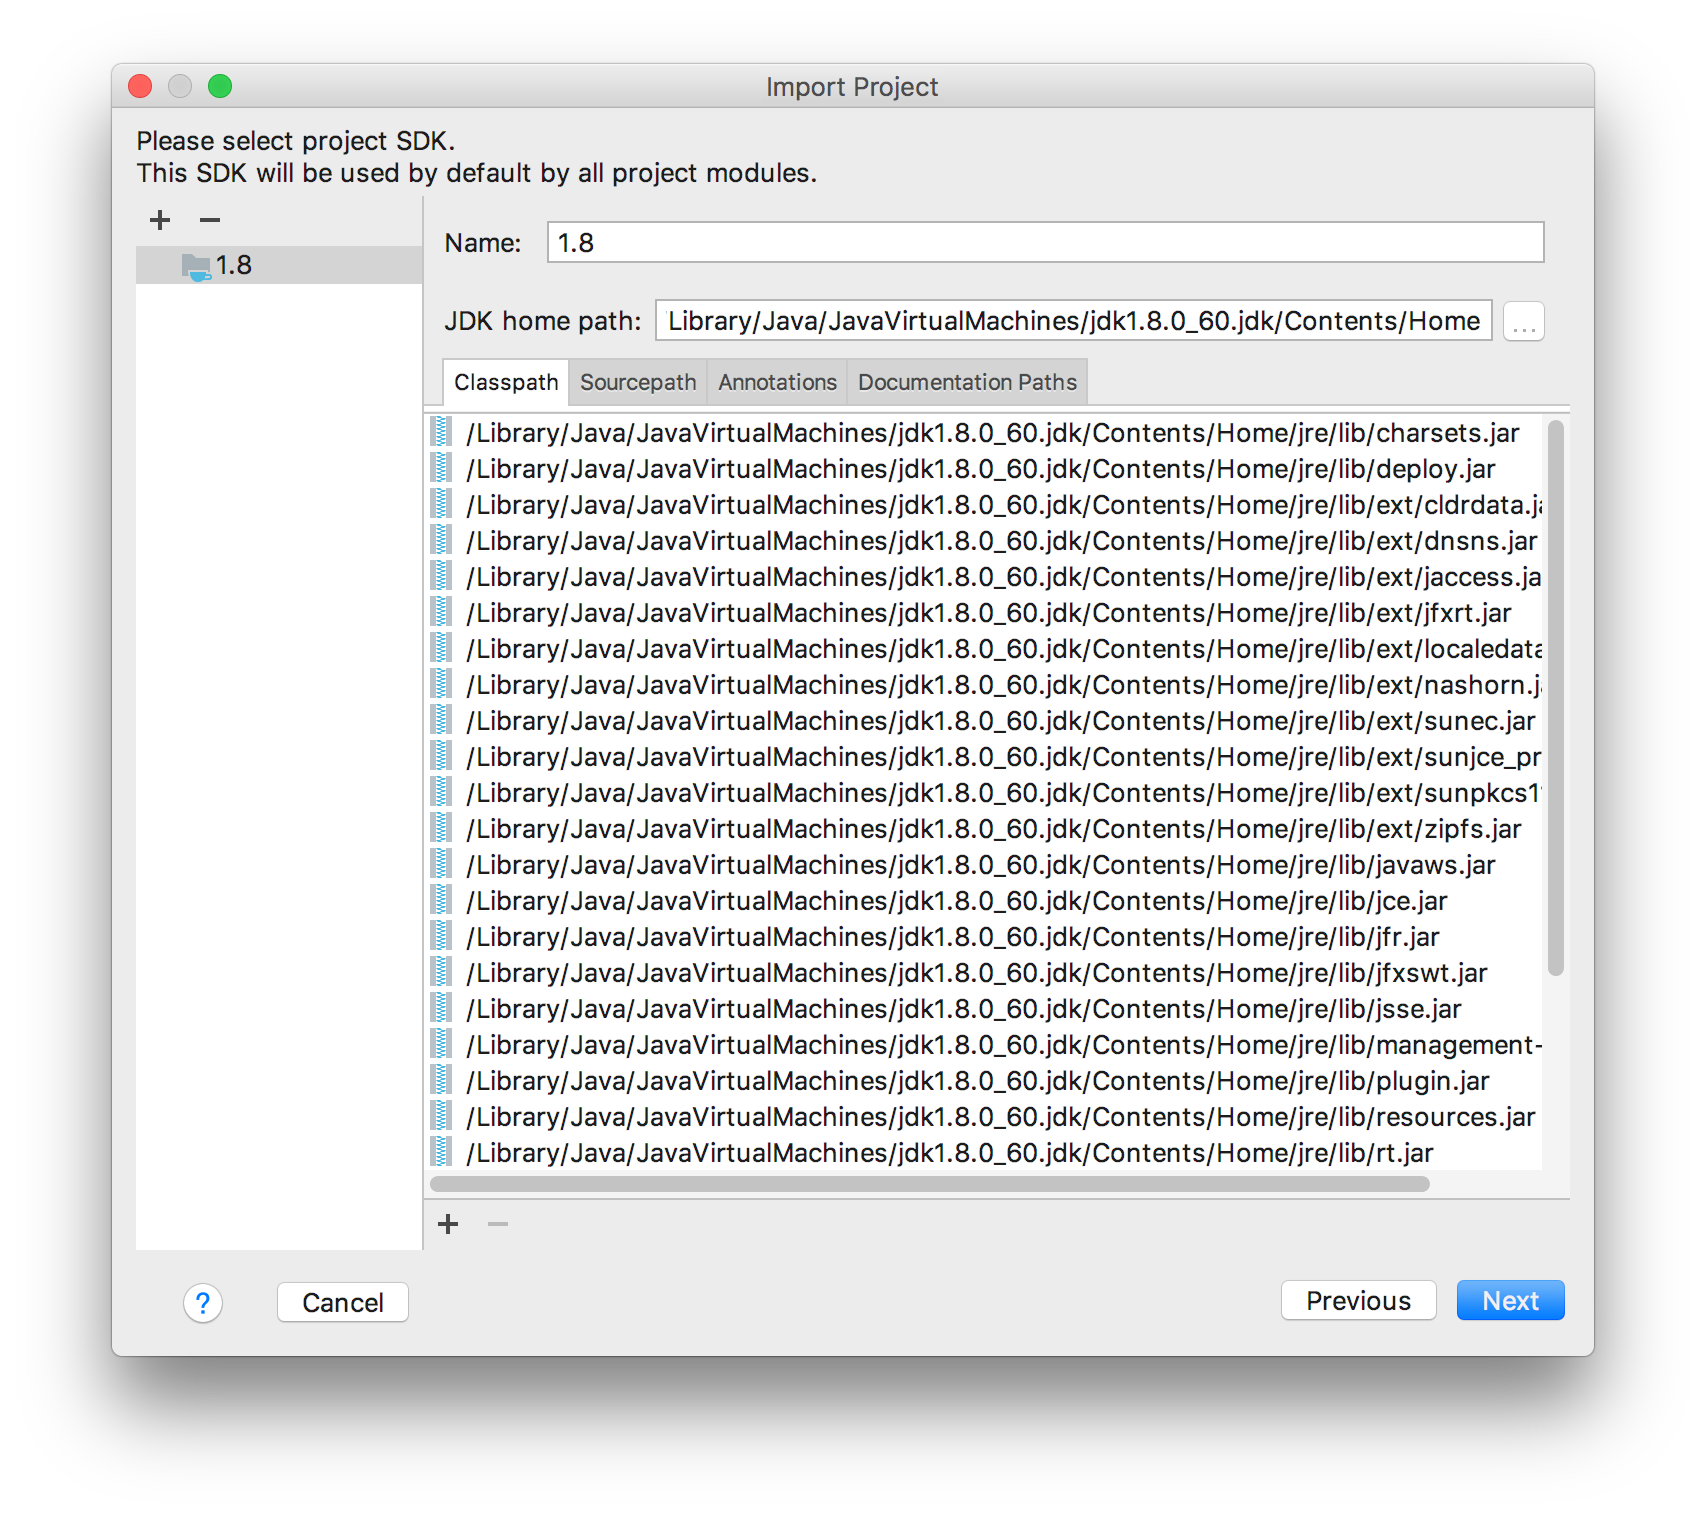 Import Project
Please select project SDK.
This SDK will be used by default by all project modules.
1.8
Name: 1.8
JDK home path: Library/Java/JavaVirtualMachines/jdk1.8.0_60.jdk/Contents/Home ...
Classpath Sourcepath Annotations Documentation Paths
/Library/Java/JavaVirtualMachines/jdk1.8.0_60.jdk/Contents/Home/jre/lib/charsets.jar
/Library/Java/JavaVirtualMachines/jdk1.8.0_60.jdk/Contents/Home/jre/lib/deploy.jar
/Library/Java/JavaVirtualMachines/jdk1.8.0_60.jdk/Contents/Home/jre/lib/ext/cldrdata.ja
/Library/Java/JavaVirtualMachines/jdk1.8.0_60.jdk/Contents/Home/jre/lib/ext/dnsns.jar
/Library/Java/JavaVirtualMachines/jdk1.8.0_60.jdk/Contents/Home/jre/lib/ext/jaccess.ja
/Library/Java/JavaVirtualMachines/jdk1.8.0_60.jdk/Contents/Home/jre/lib/ext/jfxrt.jar
/Library/Java/JavaVirtualMachines/jdk1.8.0_60.jdk/Contents/Home/jre/lib/ext/localedata
/Library/Java/JavaVirtualMachines/jdk1.8.0_60.jdk/Contents/Home/jre/lib/ext/nashorn.ja
/Library/Java/JavaVirtualMachines/jdk1.8.0_60.jdk/Contents/Home/jre/lib/ext/sunec.jar
/Library/Java/JavaVirtualMachines/jdk1.8.0_60.jdk/Contents/Home/jre/lib/ext/sunjce_pr
/Library/Java/JavaVirtualMachines/jdk1.8.0_60.jdk/Contents/Home/jre/lib/ext/sunpkcs11
/Library/Java/JavaVirtualMachines/jdk1.8.0_60.jdk/Contents/Home/jre/lib/ext/zipfs.jar
/Library/Java/JavaVirtualMachines/jdk1.8.0_60.jdk/Contents/Home/jre/lib/javaws.jar
/Library/Java/JavaVirtualMachines/jdk1.8.0_60.jdk/Contents/Home/jre/lib/jce.jar
/Library/Java/JavaVirtualMachines/jdk1.8.0_60.jdk/Contents/Home/jre/lib/jfr.jar
/Library/Java/JavaVirtualMachines/jdk1.8.0_60.jdk/Contents/Home/jre/lib/jfxswt.jar
/Library/Java/JavaVirtualMachines/jdk1.8.0_60.jdk/Contents/Home/jre/lib/jsse.jar
/Library/Java/JavaVirtualMachines/jdk1.8.0_60.jdk/Contents/Home/jre/lib/management-
/Library/Java/JavaVirtualMachines/jdk1.8.0_60.jdk/Contents/Home/jre/lib/plugin.jar
/Library/Java/JavaVirtualMachines/jdk1.8.0_60.jdk/Contents/Home/jre/lib/resources.jar
/Library/Java/JavaVirtualMachines/jdk1.8.0_60.jdk/Contents/Home/jre/lib/rt.jar
? Cancel Previous Next